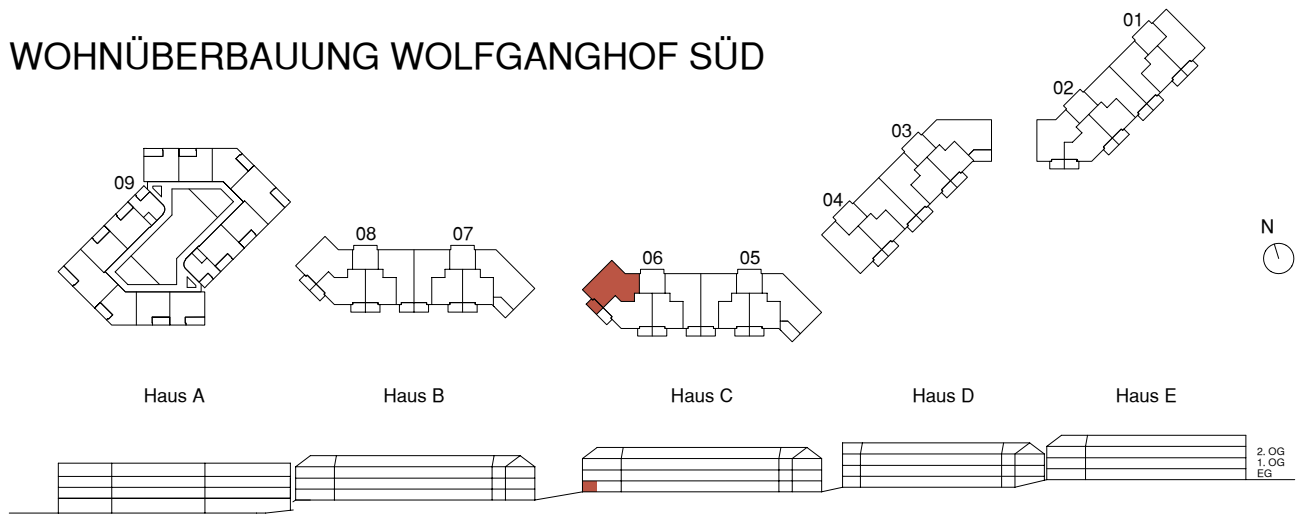 WOHNÜBERBAUUNG WOLFGANGHOF SÜD
01
02
03
04
09
08
07
06
05
N
Haus A
Haus B
Haus C
Haus D
Haus E
2. OG
1. OG
EG